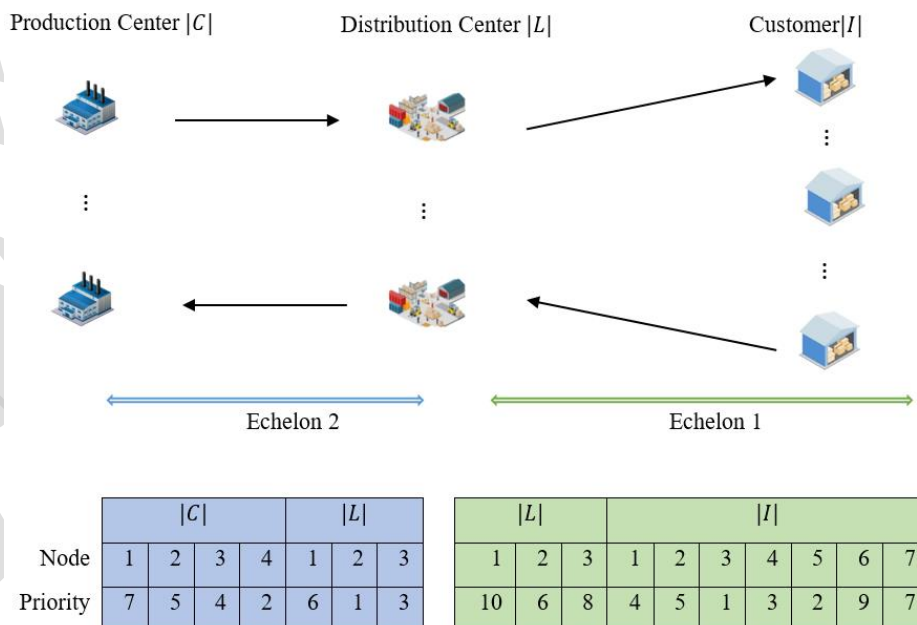 Production Center |C| Distribution Center |L| Customer|I|
⋮ ⋮ ⋮
⋮
Echelon 2 Echelon 1
|C| |L| |L| |I|
Node 1 2 3 4 1 2 3 1 2 3 1 2 3 4 5 6 7
Priority 7 5 4 2 6 1 3 10 6 8 4 5 1 3 2 9 7